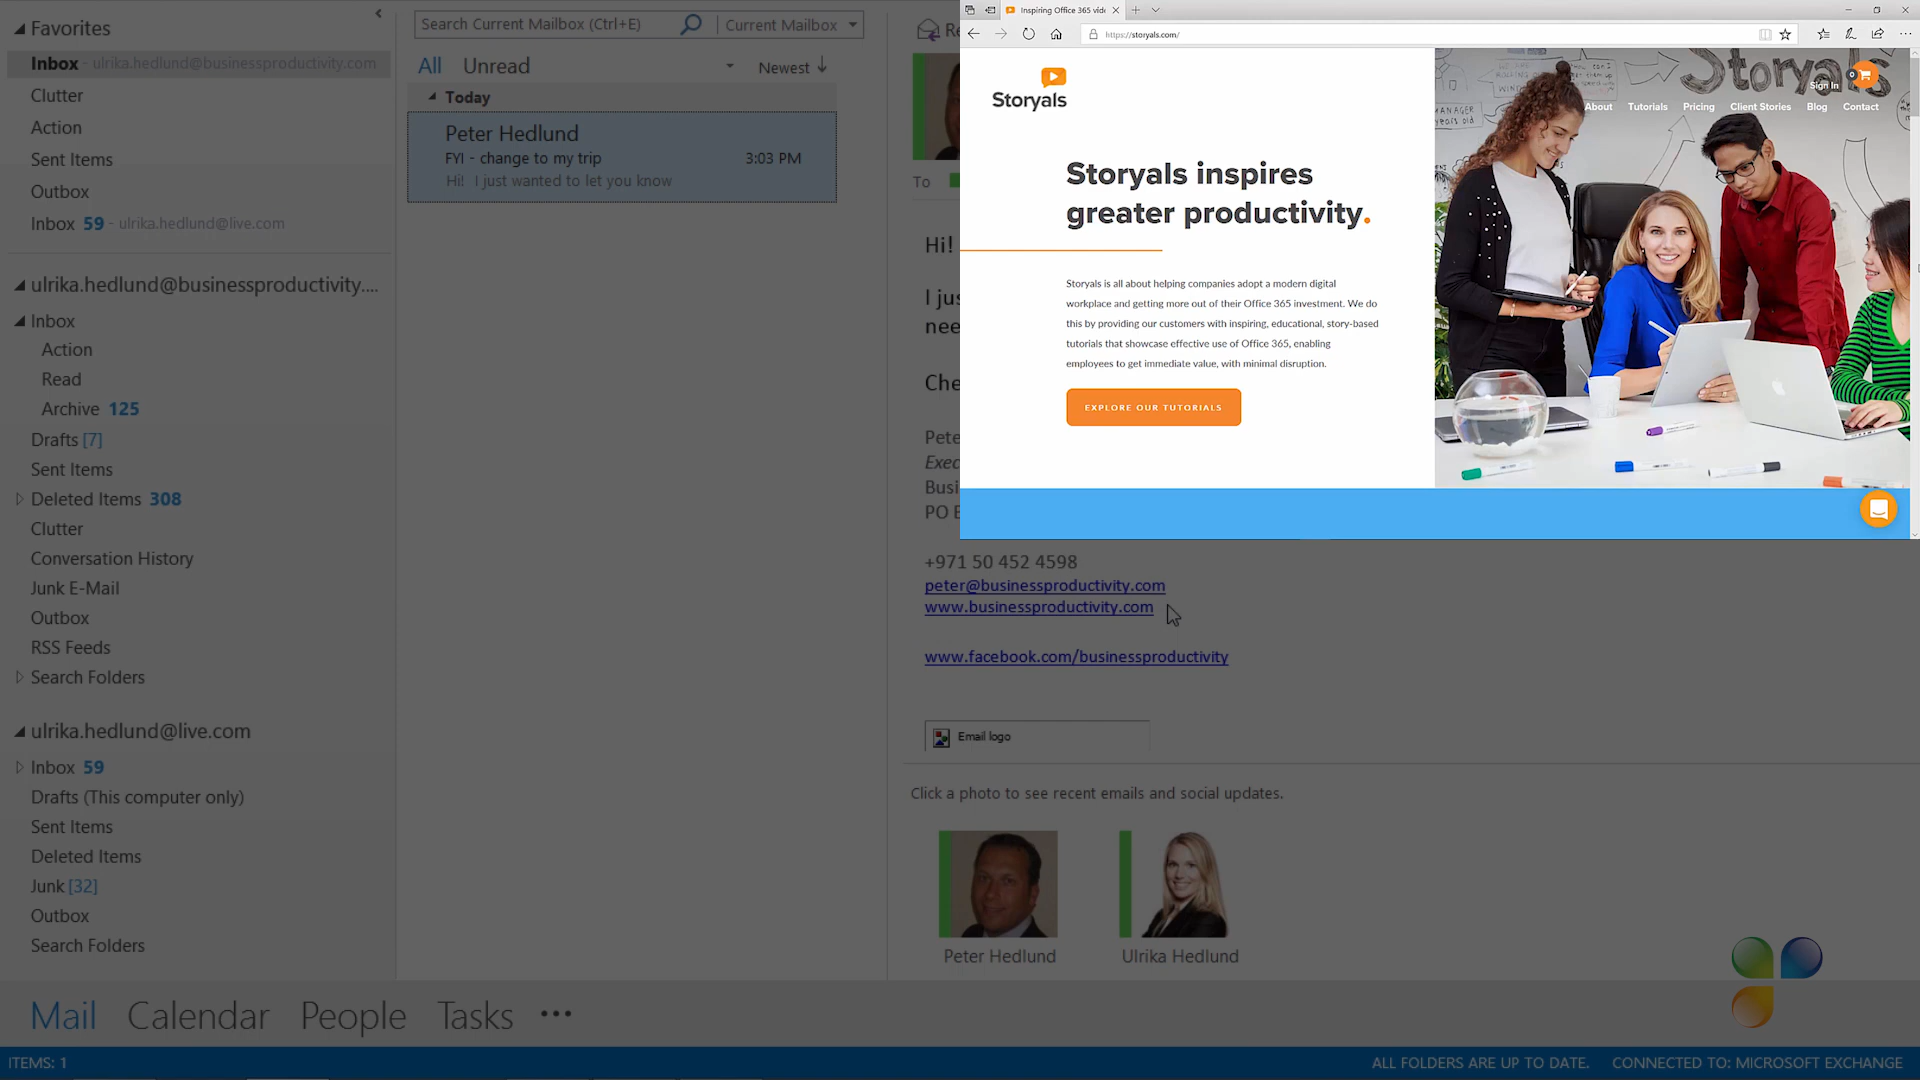 Favorites
Inbox - ulrika.hedlund@businessproductivity.com
Clutter
Action
Sent Items
Outbox
Inbox 59 - ulrika.hedlund@live.com
ulrika.hedlund@businessproductivity....
Inbox
Action
Read
Archive 125
Drafts [7]
Sent Items
Deleted Items 308
Clutter
Conversation History
Junk E-Mail
Outbox
RSS Feeds
Search Folders
ulrika.hedlund@live.com
Inbox 59
Drafts (This computer only)
Sent Items
Deleted Items
Junk [32]
Outbox
Search Folders
Mail Calendar People Tasks •••
ITEMS: 1
Search Current Mailbox (Ctrl+E) Current Mailbox
All Unread Newest
Today
Peter Hedlund
FYI - change to my trip 3:03 PM
Hi! I just wanted to let you know
Re
To
Hi!
I jus
nee
Che
Pete
Exec
Busi
PO B
+971 50 452 4598
peter@businessproductivity.com
www.businessproductivity.com
www.facebook.com/businessproductivity
Email logo
Click a photo to see recent emails and social updates.
Peter Hedlund Ulrika Hedlund
ALL FOLDERS ARE UP TO DATE. CONNECTED TO: MICROSOFT EXCHANGE
Inspiring Office 365 vid
https://storyals.com/
Storyals
Storyals
0
Sign In
About Tutorials Pricing Client Stories Blog Contact
Storyals inspires
greater productivity.
Storyals is all about helping companies adopt a modern digital
workplace and getting more out of their Office 365 investment. We do
this by providing our customers with inspiring, educational, story-based
tutorials that showcase effective use of Office 365, enabling
employees to get immediate value, with minimal disruption.
EXPLORE OUR TUTORIALS